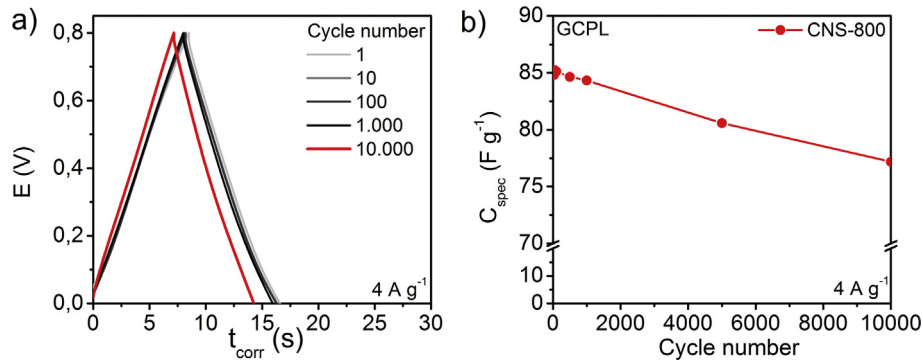 a)
Cycle number
1
10
100
1.000
10.000
0,8
0,6
0,4
0,2
0,0
E (V)
4 A g-1
0 5 10 15 20 25 30
tcorr (s)
b)
GCPL
CNS-800
90
85
80
75
70
10
5
0
Cspec (F g-1)
4 A g-1
0 2000 4000 6000 8000 10000
Cycle number